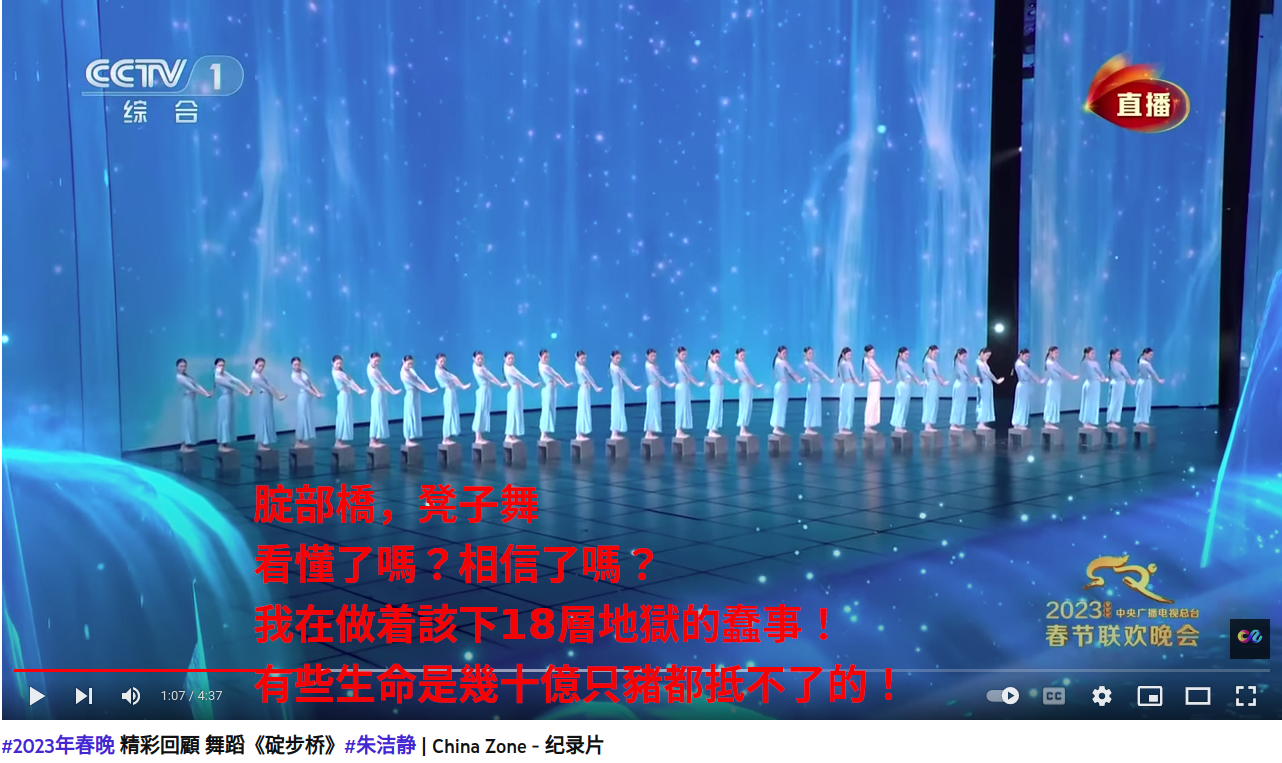 CCTV 1
综 合
直播
腚部橋，凳子舞
看懂了嗎？相信了嗎？
我在做着該下18層地獄的蠢事！
有些生命是幾十億只豬都抵不了的！
2023 中央广播电视总台
春节联欢晚会
1:07 / 4:37
CC
#2023年春晚 精彩回顧 舞蹈《碇步桥》#朱洁静 | China Zone - 纪录片